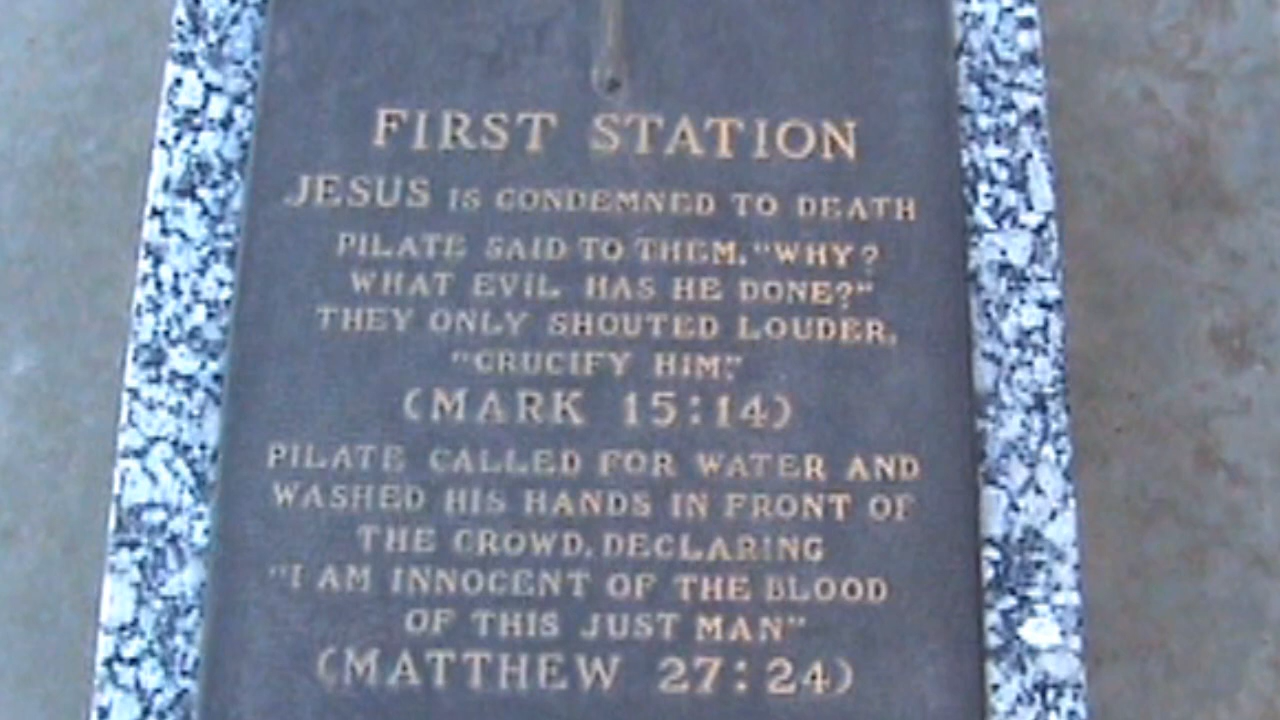 FIRST STATION
JESUS IS CONDEMNED TO DEATH
PILATE SAID TO THEM, "WHY?
WHAT EVIL HAS HE DONE?"
THEY ONLY SHOUTED LOUDER,
"CRUCIFY HIM."
(MARK 15:14)
PILATE CALLED FOR WATER AND
WASHED HIS HANDS IN FRONT OF
THE CROWD, DECLARING
"I AM INNOCENT OF THE BLOOD
OF THIS JUST MAN"
(MATTHEW 27:24)